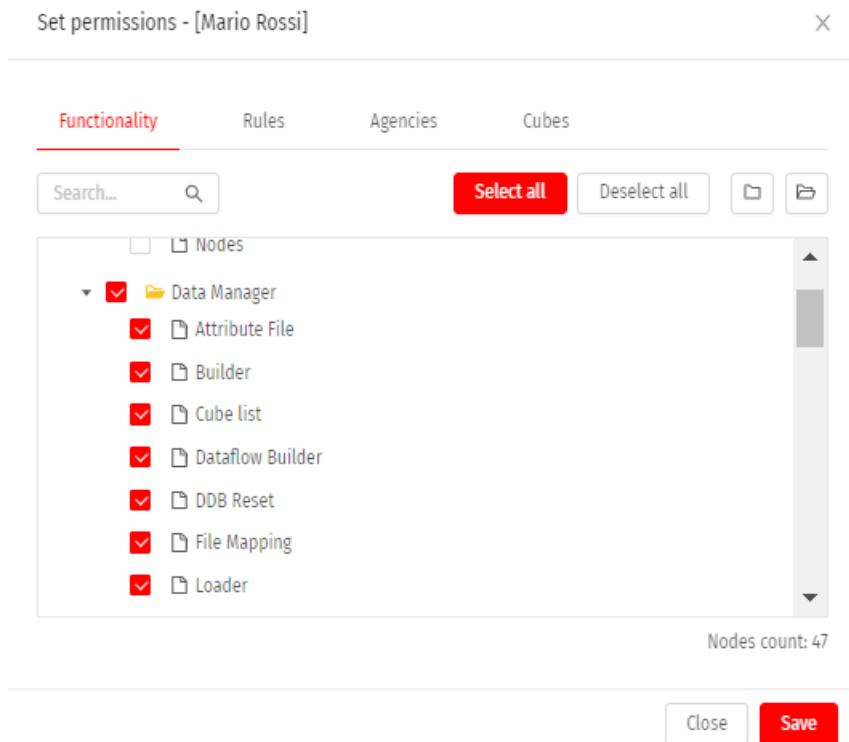 Set permissions - [Mario Rossi]
Functionality Rules Agencies Cubes
Search... Select all Deselect all
Nodes
Data Manager
Attribute File
Builder
Cube list
Dataflow Builder
DDB Reset
File Mapping
Loader
Nodes count: 47
Close Save